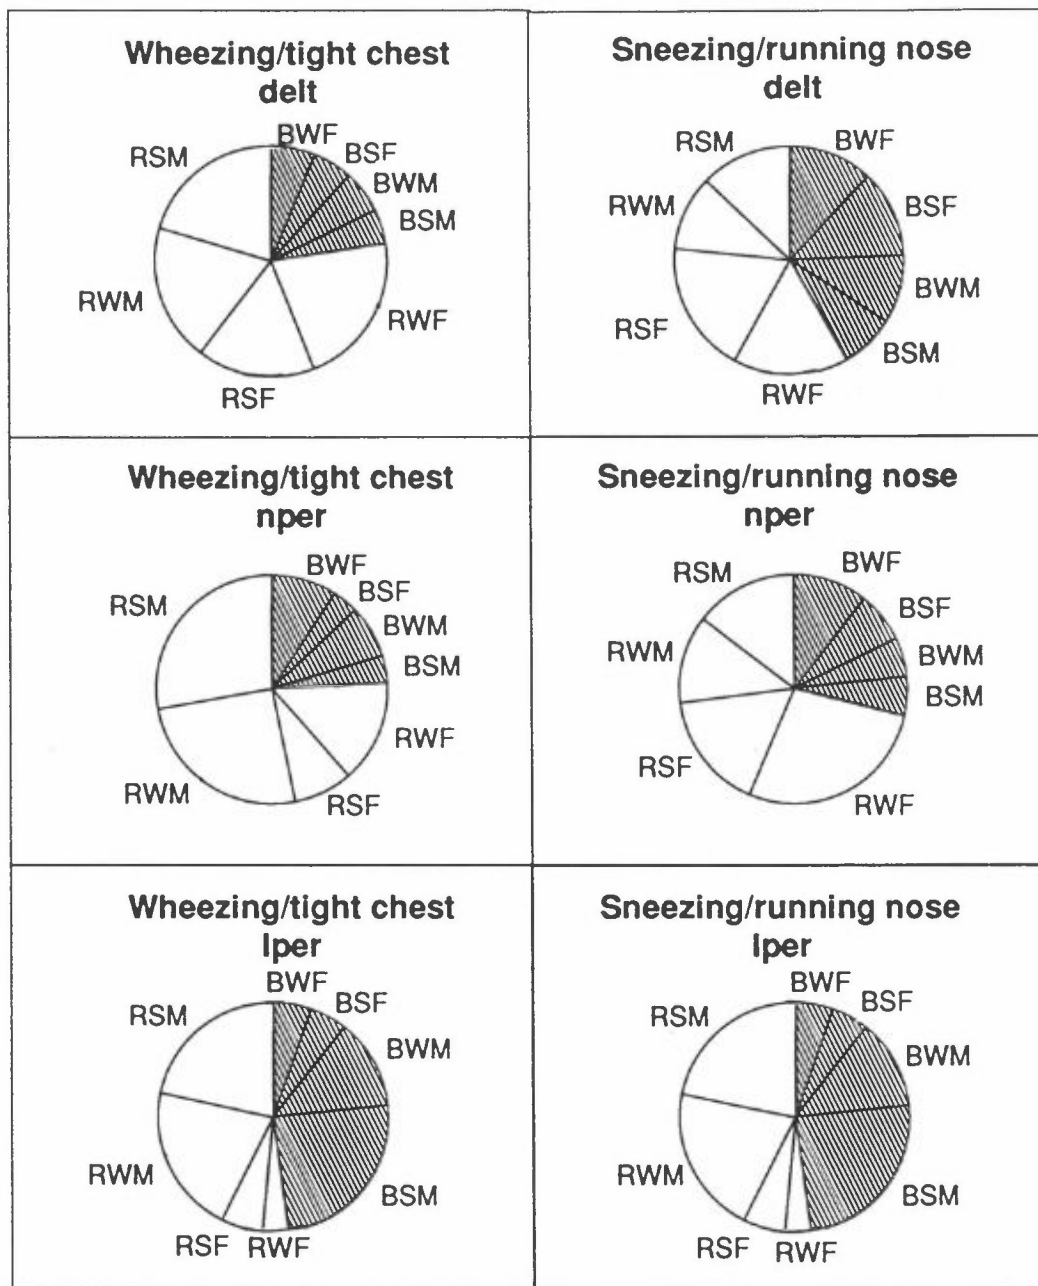 Wheezing/tight chest
delt
BWF
BSF
BWM
BSM
RWF
RSF
RWM
RSM
Sneezing/running nose
delt
BWF
BSF
BWM
BSM
RWF
RSF
RWM
RSM
Wheezing/tight chest
nper
BWF
BSF
BWM
BSM
RWF
RSF
RWM
RSM
Sneezing/running nose
nper
BWF
BSF
BWM
BSM
RWF
RSF
RWM
RSM
Wheezing/tight chest
lper
BWF
BSF
BWM
BSM
RWF
RSF
RWM
RSM
Sneezing/running nose
lper
BWF
BSF
BWM
BSM
RWF
RSF
RWM
RSM